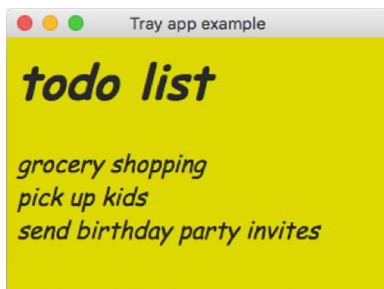 Tray app example
todo list
grocery shopping
pick up kids
send birthday party invites